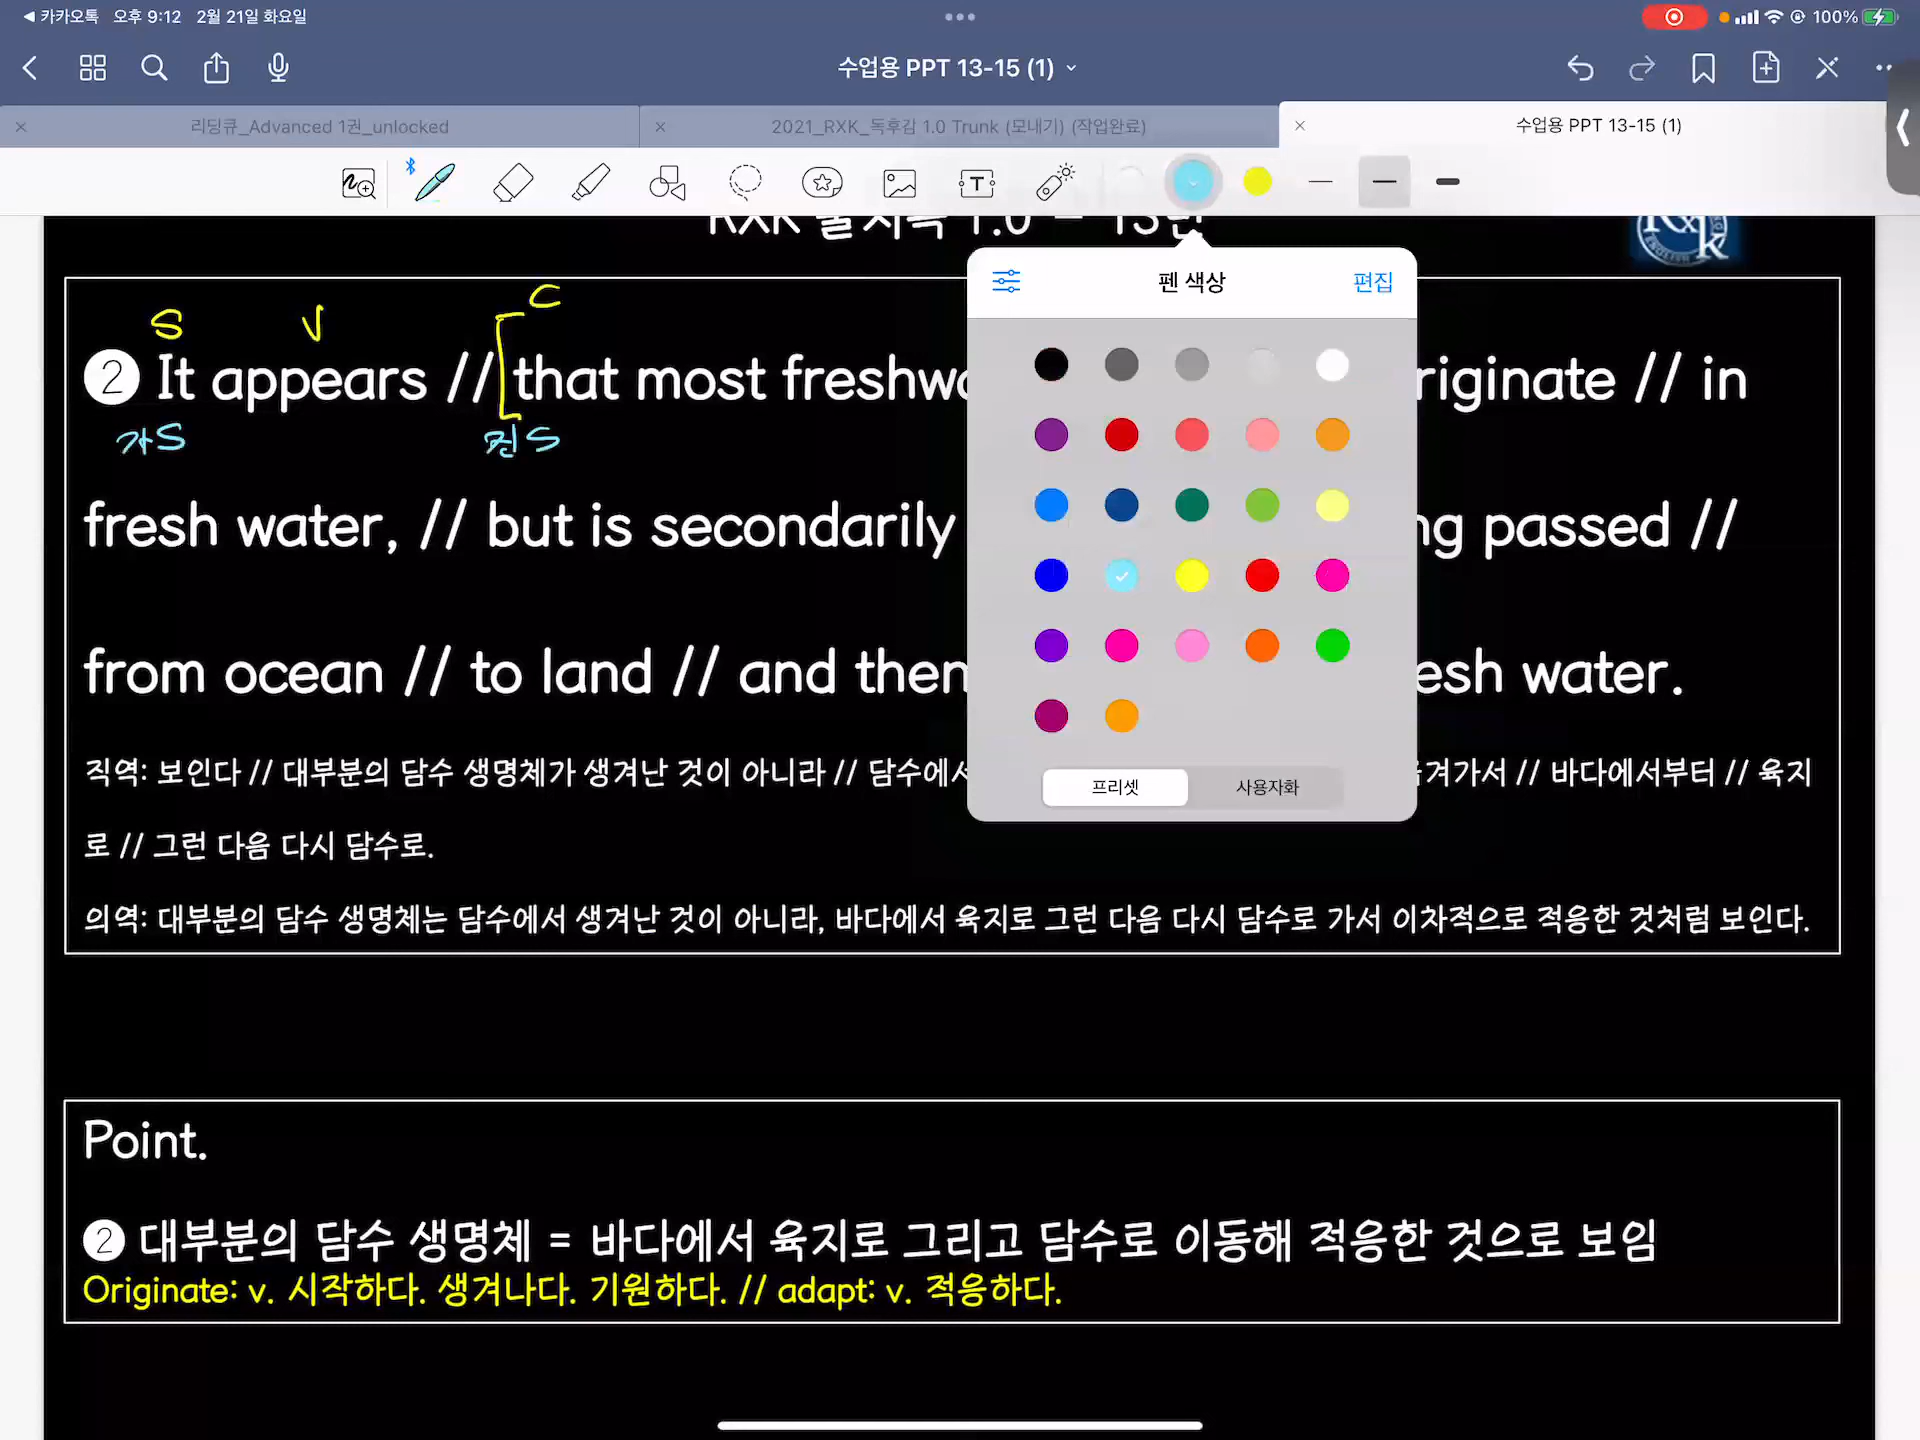 카카오톡 오후 9:12 2월 21일 화요일 100%
수업용 PPT 13-15 (1)
리딩큐_Advanced 1권_unlocked
2021_RXK_독후감 1.0 Trunk (모내기) (작업완료)
수업용 PPT 13-15 (1)
펜 색상
편집
프리셋
사용자화
S V C
② It appears // that most riginate // in
가S 진S
fresh water, // but is secondarily ng passed //
from ocean // to land // and then esh water.
직역: 보인다 // 대부분의 담수 생명체가 생겨난 것이 아니라 // 담수에서 겨가서 // 바다에서부터 // 육지
로 // 그런 다음 다시 담수로.
의역: 대부분의 담수 생명체는 담수에서 생겨난 것이 아니라, 바다에서 육지로 그런 다음 다시 담수로 가서 이차적으로 적응한 것처럼 보인다.
Point.
② 대부분의 담수 생명체 = 바다에서 육지로 그리고 담수로 이동해 적응한 것으로 보임
Originate: v. 시작하다. 생겨나다. 기원하다. // adapt: v. 적응하다.